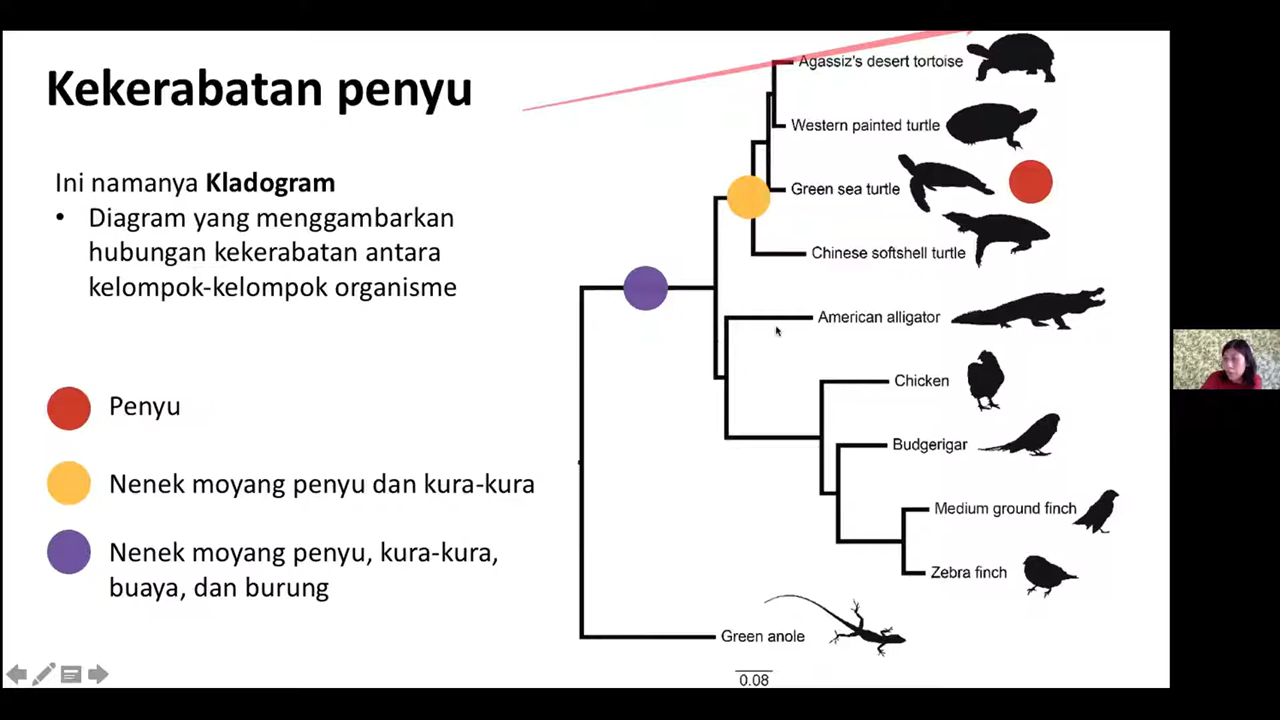 Kekerabatan penyu
Ini namanya Kladogram
• Diagram yang menggambarkan
hubungan kekerabatan antara
kelompok-kelompok organisme
Penyu
Nenek moyang penyu dan kura-kura
Nenek moyang penyu, kura-kura,
buaya, dan burung
Agassiz's desert tortoise
Western painted turtle
Green sea turtle
Chinese softshell turtle
American alligator
Chicken
Budgerigar
Medium ground finch
Zebra finch
Green anole
0.08